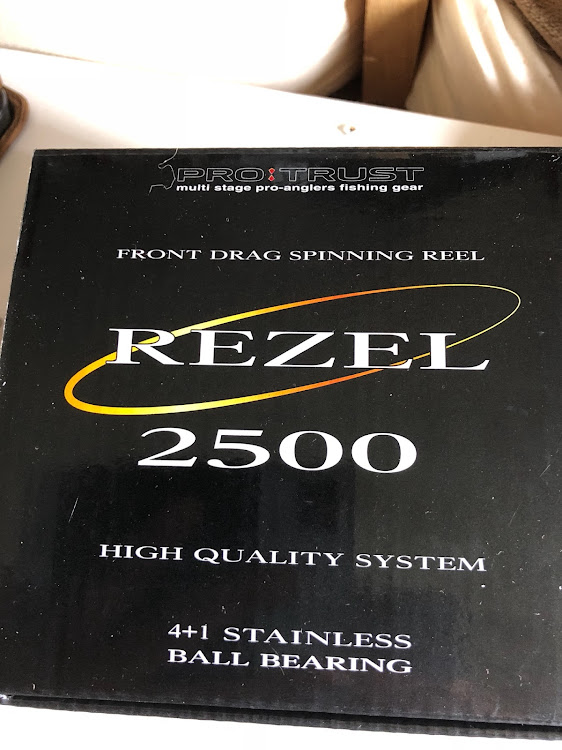 PRO:TRUST
multi stage pro-anglers fishing gear
FRONT DRAG SPINNING REEL
REZEL
2500
HIGH QUALITY SYSTEM
4+1 STAINLESS
BALL BEARING